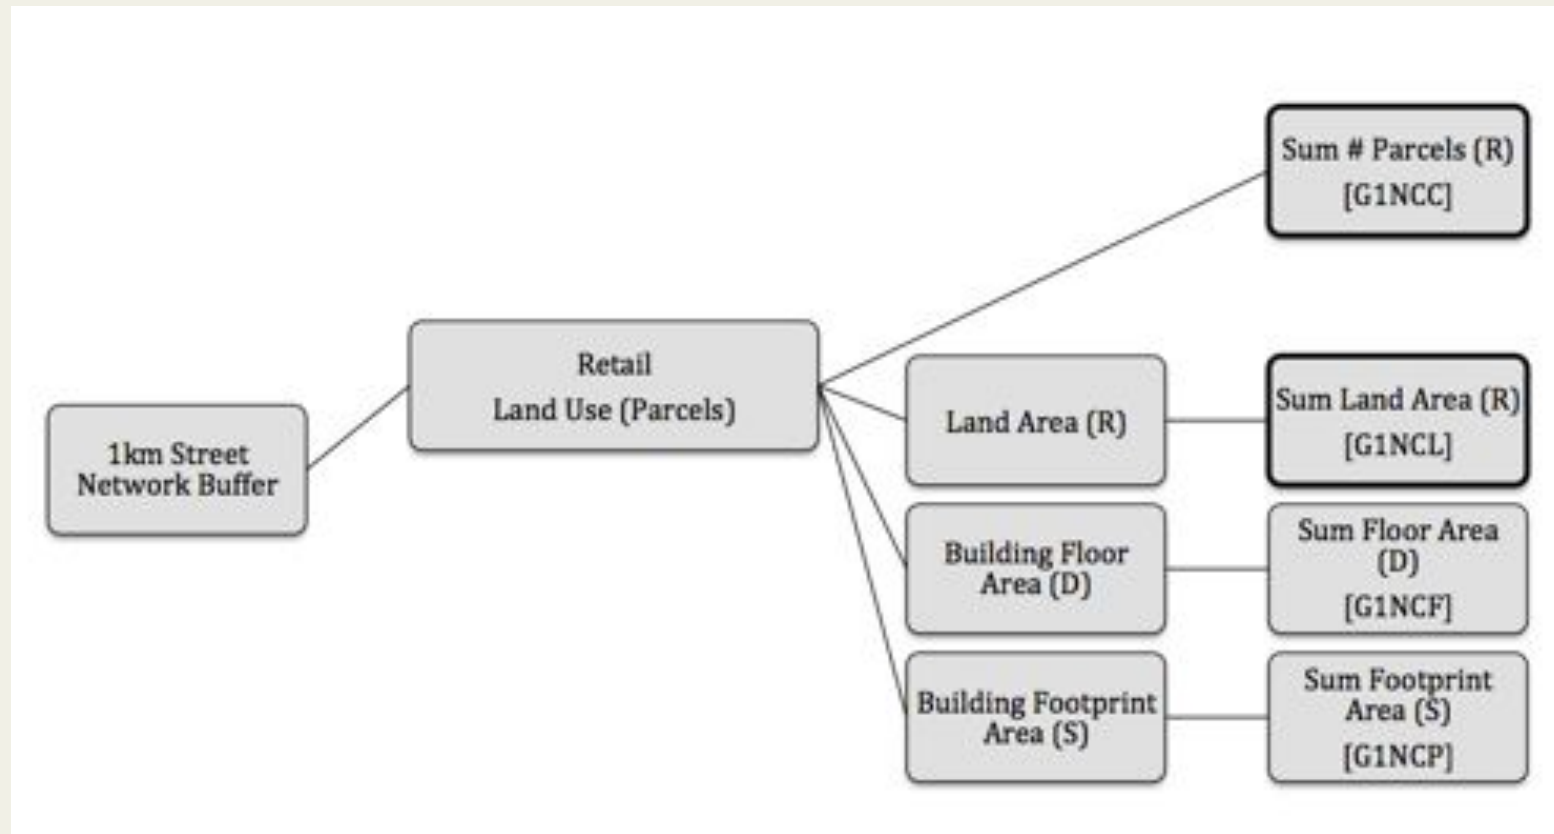 Sum # Parcels (R)
[G1NCC]
Retail
Land Use (Parcels)
1km Street
Network Buffer
Land Area (R)
Sum Land Area (R)
[G1NCL]
Building Floor
Area (D)
Sum Floor Area
(D)
[G1NCF]
Building Footprint
Area (S)
Sum Footprint
Area (S)
[G1NCP]